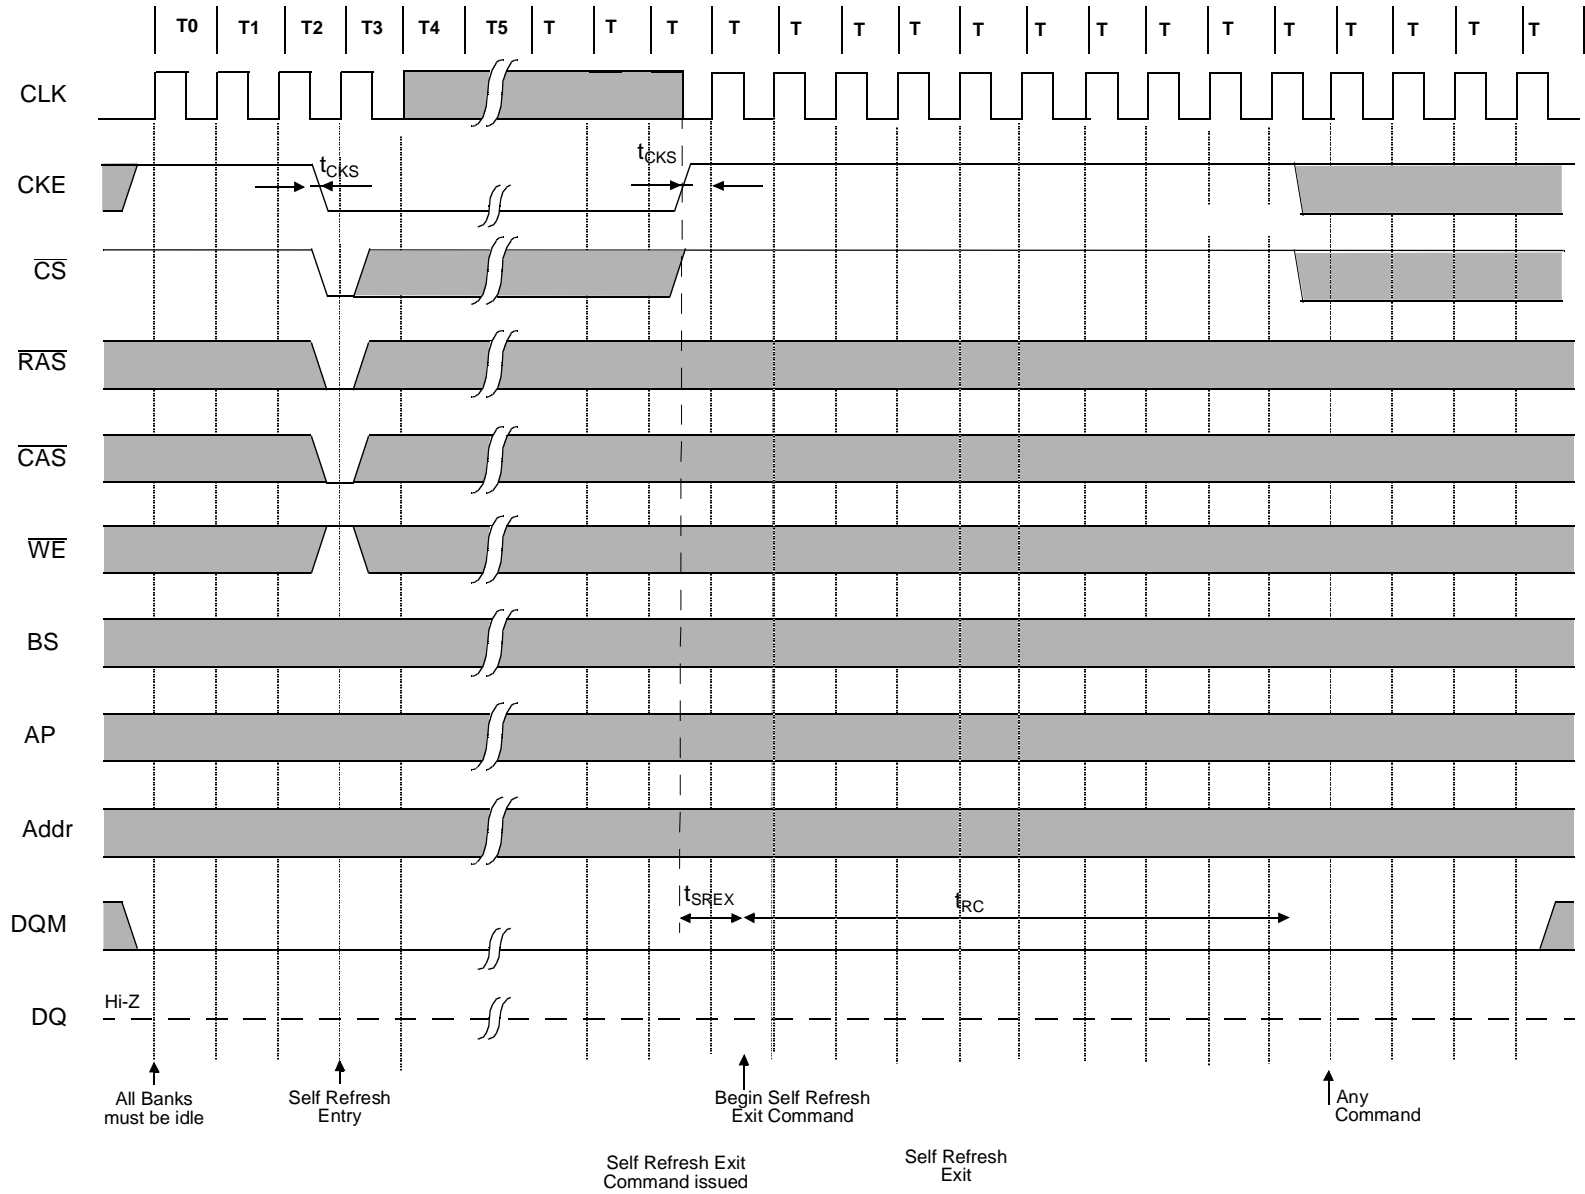 T0 T1 T2 T3 T4 T5 T T T T T T T T T T T T T T T T T
CLK
CKE
tCKS
tCKS
CS
RAS
CAS
WE
BS
AP
Addr
DQM
tSREX
tRC
DQ
Hi-Z
All Banks
must be idle
Self Refresh
Entry
Begin Self Refresh
Exit Command
Any
Command
Self Refresh Exit
Command issued
Self Refresh
Exit